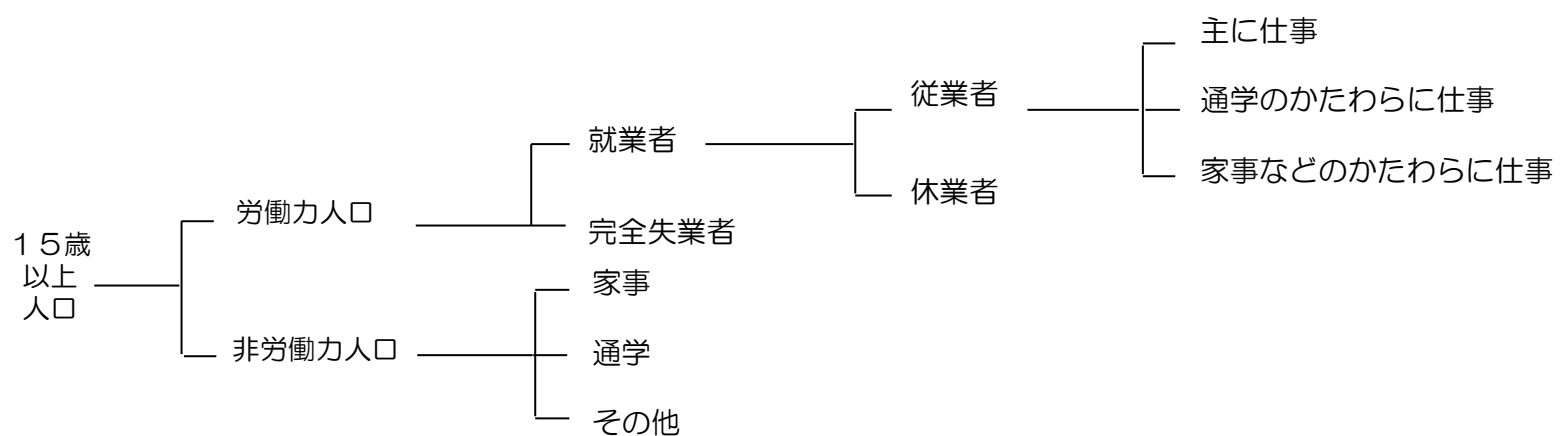 主に仕事
従業者
通学のかたわらに仕事
就業者
家事などのかたわらに仕事
休業者
労働力人口
完全失業者
１５歳
以上
人口
家事
非労働力人口
通学
その他